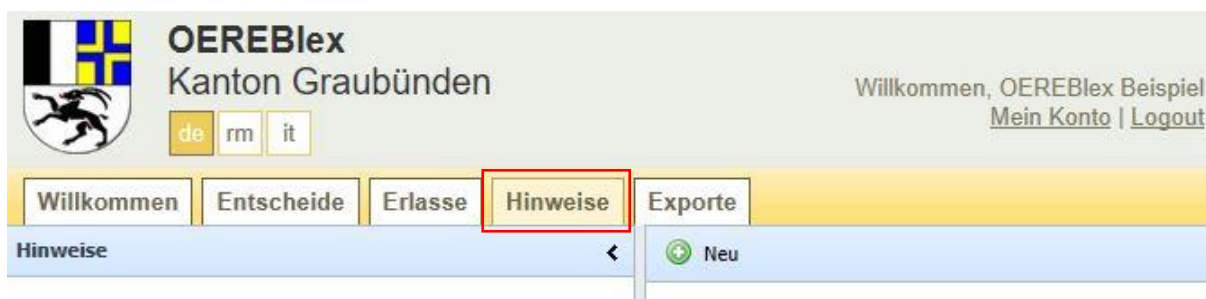 OEREBlex
Kanton Graubünden
de rm it
Willkommen, OEREBlex Beispiel
Mein Konto | Logout
Willkommen Entscheide Erlasse Hinweise Exporte
Hinweise
Neu